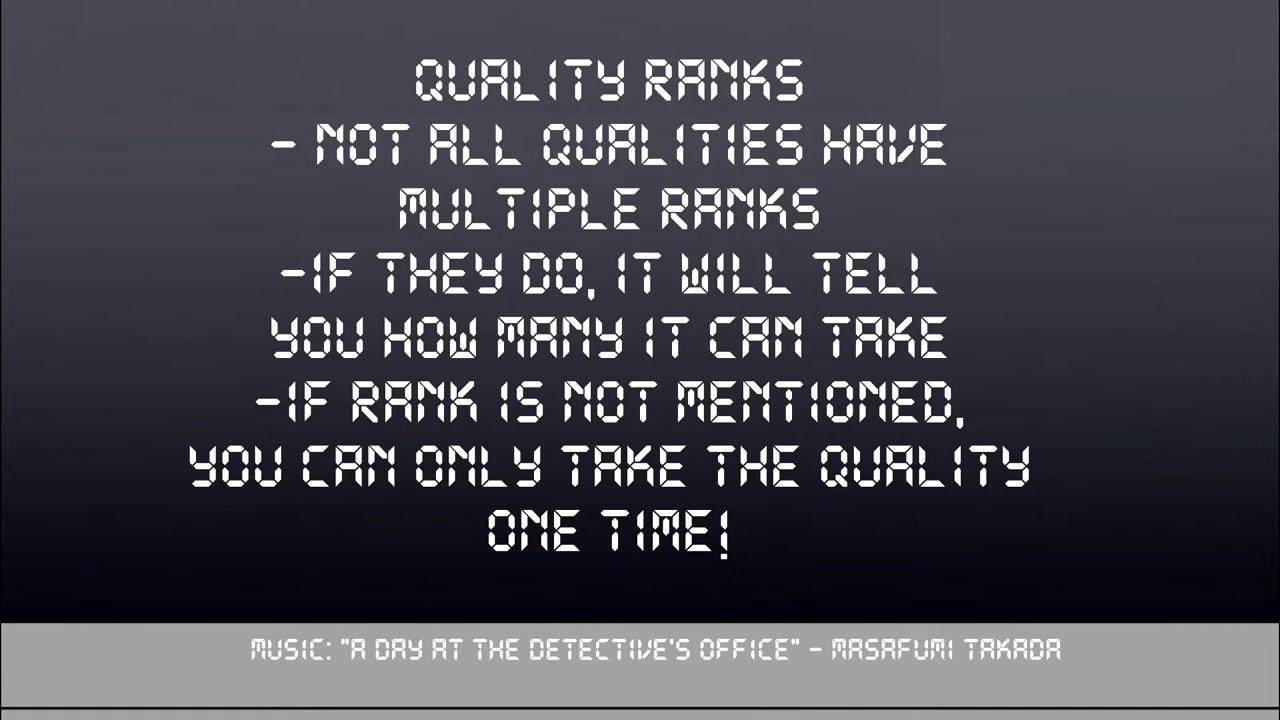 QUALITY RANKS
- NOT ALL QUALITIES HAVE
MULTIPLE RANKS
-IF THEY DO, IT WILL TELL
YOU HOW MANY IT CAN TAKE
-IF RANK IS NOT MENTIONED,
YOU CAN ONLY TAKE THE QUALITY
ONE TIME!
MUSIC: "A DAY AT THE DETECTIVE'S OFFICE" - MASAFUMI TAKADA